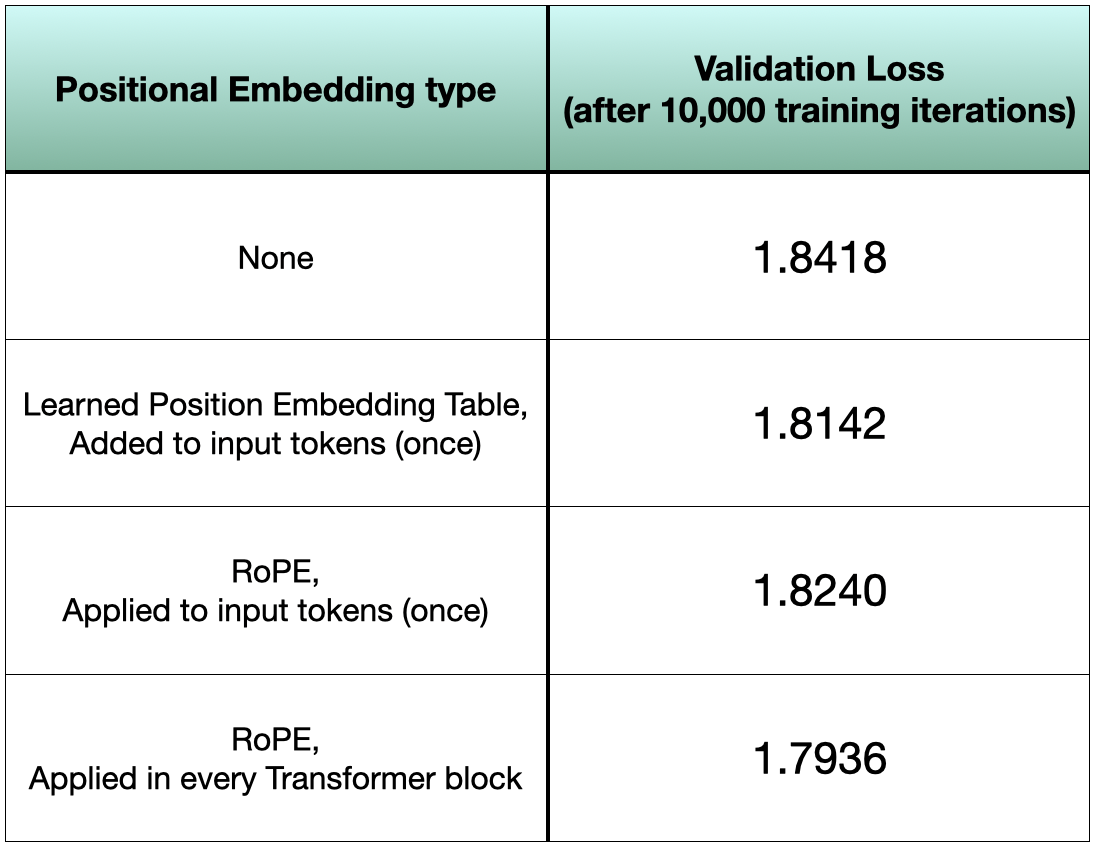 Positional Embedding type
Validation Loss
(after 10,000 training iterations)
None
1.8418
Learned Position Embedding Table,
Added to input tokens (once)
1.8142
RoPE,
Applied to input tokens (once)
1.8240
RoPE,
Applied in every Transformer block
1.7936